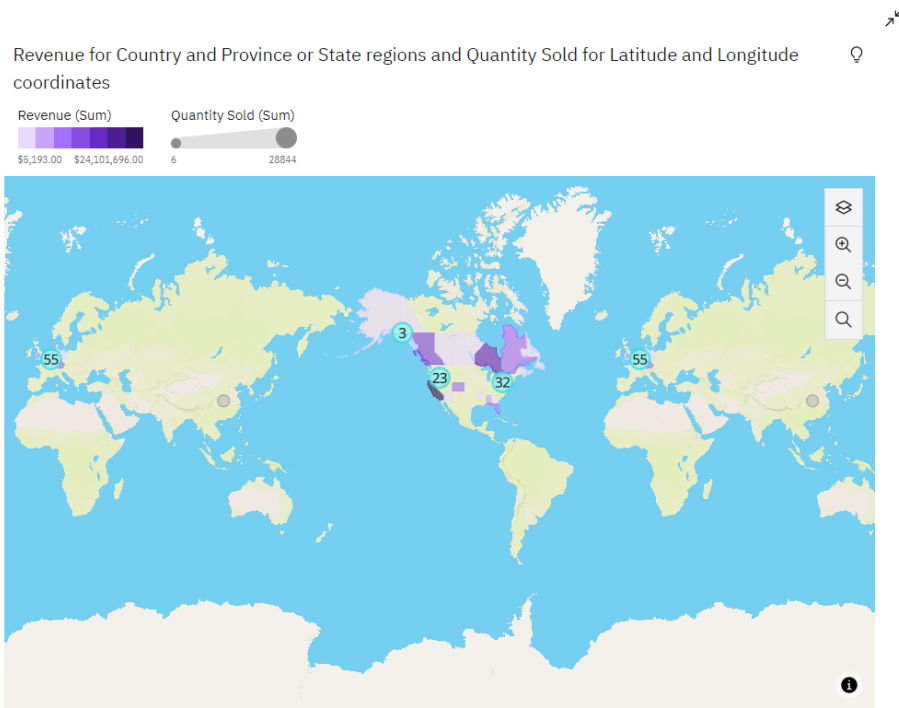 Revenue for Country and Province or State regions and Quantity Sold for Latitude and Longitude
coordinates
Revenue (Sum)
Quantity Sold (Sum)
$5,193.00 $24,101,696.00
6 28844
3
55
55
23
32